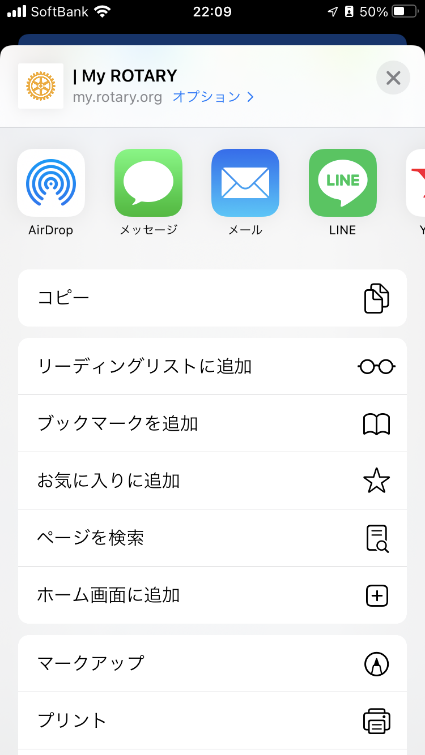 SoftBank 22:09 50%
| My ROTARY
my.rotary.org オプション >
AirDrop メッセージ メール LINE Y
コピー
リーディングリストに追加
ブックマークを追加
お気に入りに追加
ページを検索
ホーム画面に追加
マークアップ
プリント